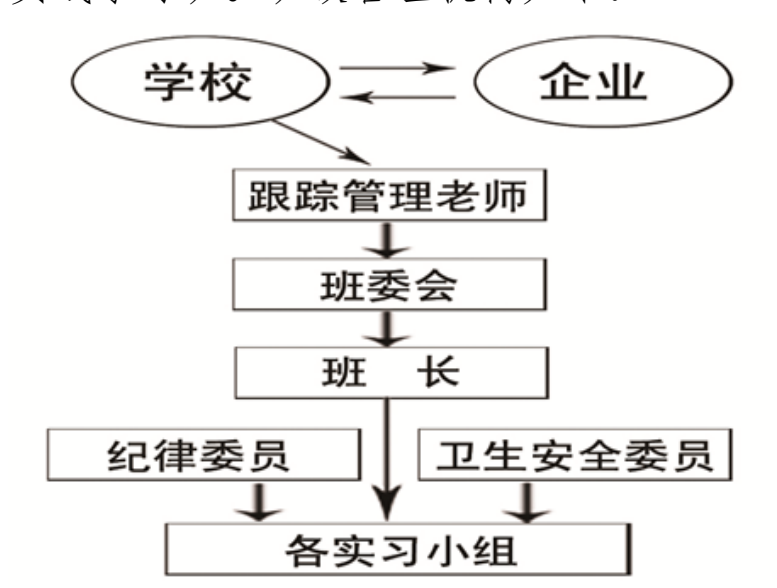 学校
企业
跟踪管理老师
班委会
班 长
纪律委员
卫生安全委员
各实习小组